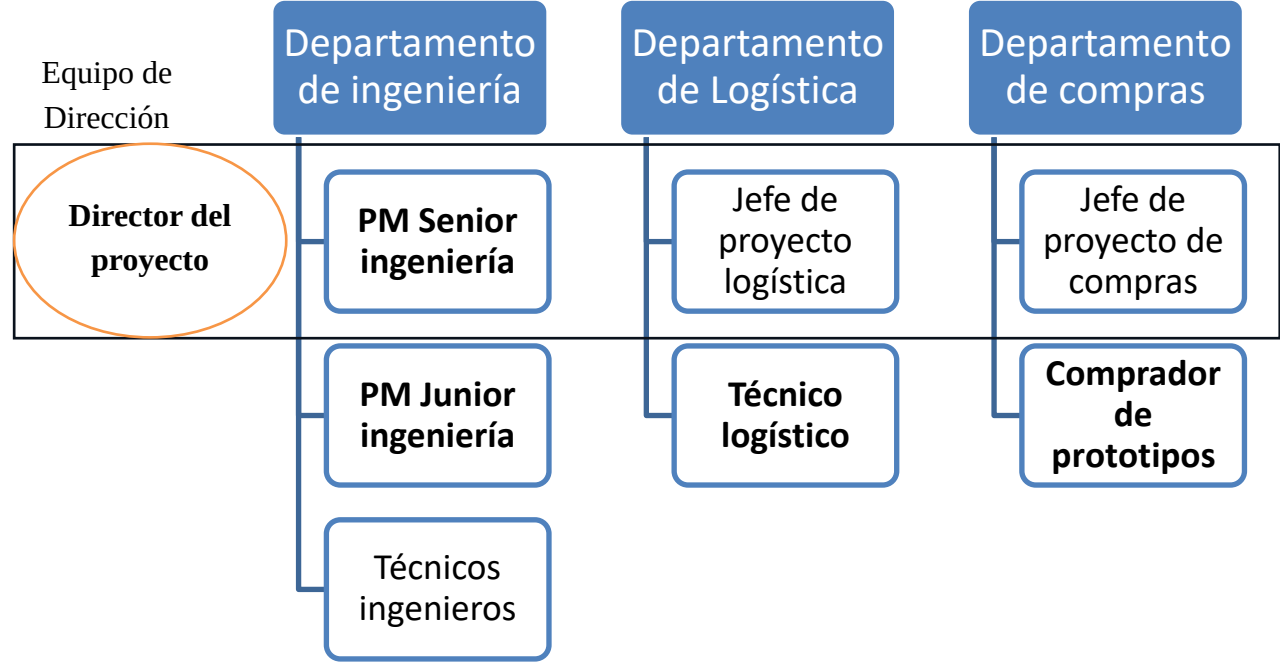 Departamento
de ingeniería
Departamento
de Logística
Departamento
de compras
Equipo de
Dirección
Director del
proyecto
PM Senior
ingeniería
Jefe de
proyecto
logística
Jefe de
proyecto de
compras
PM Junior
ingeniería
Técnico
logístico
Comprador
de
prototipos
Técnicos
ingenieros